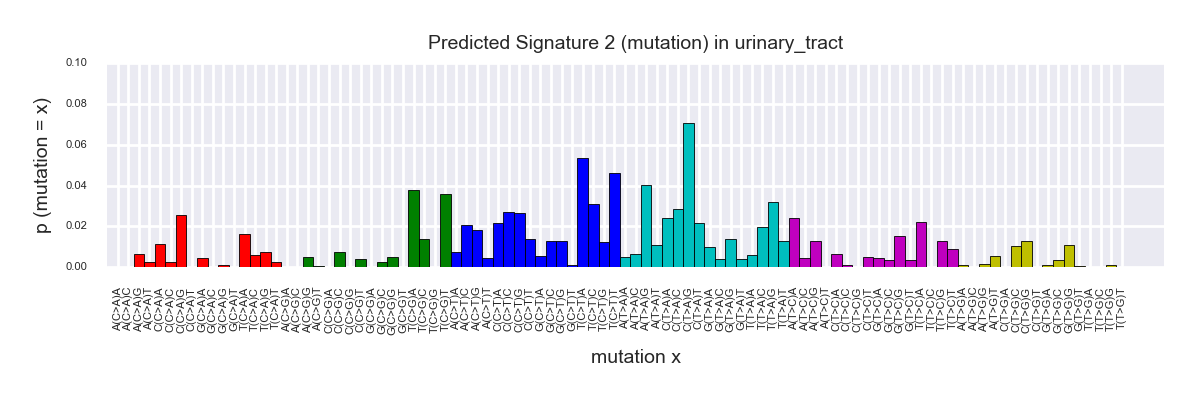 Predicted Signature 2 (mutation) in urinary_tract
p (mutation = x)
0.10
0.08
0.06
0.04
0.02
0.00
A(C>A)A
A(C>A)C
A(C>A)G
A(C>A)T
C(C>A)A
C(C>A)C
C(C>A)G
C(C>A)T
G(C>A)A
G(C>A)C
G(C>A)G
G(C>A)T
T(C>A)A
T(C>A)C
T(C>A)G
T(C>A)T
A(C>G)A
A(C>G)C
A(C>G)G
A(C>G)T
C(C>G)A
C(C>G)C
C(C>G)G
C(C>G)T
G(C>G)A
G(C>G)C
G(C>G)G
G(C>G)T
T(C>G)A
T(C>G)C
T(C>G)G
T(C>G)T
A(C>T)A
A(C>T)C
A(C>T)G
A(C>T)T
C(C>T)A
C(C>T)C
C(C>T)G
C(C>T)T
G(C>T)A
G(C>T)C
G(C>T)G
G(C>T)T
T(C>T)A
T(C>T)C
T(C>T)G
T(C>T)T
A(T>A)A
A(T>A)C
A(T>A)G
A(T>A)T
C(T>A)A
C(T>A)C
C(T>A)G
C(T>A)T
G(T>A)A
G(T>A)C
G(T>A)G
G(T>A)T
T(T>A)A
T(T>A)C
T(T>A)G
T(T>A)T
A(T>C)A
A(T>C)C
A(T>C)G
A(T>C)T
C(T>C)A
C(T>C)C
C(T>C)G
C(T>C)T
G(T>C)A
G(T>C)C
G(T>C)G
G(T>C)T
T(T>C)A
T(T>C)C
T(T>C)G
T(T>C)T
A(T>G)A
A(T>G)C
A(T>G)G
A(T>G)T
C(T>G)A
C(T>G)C
C(T>G)G
C(T>G)T
G(T>G)A
G(T>G)C
G(T>G)G
G(T>G)T
T(T>G)A
T(T>G)C
T(T>G)G
T(T>G)T
mutation x